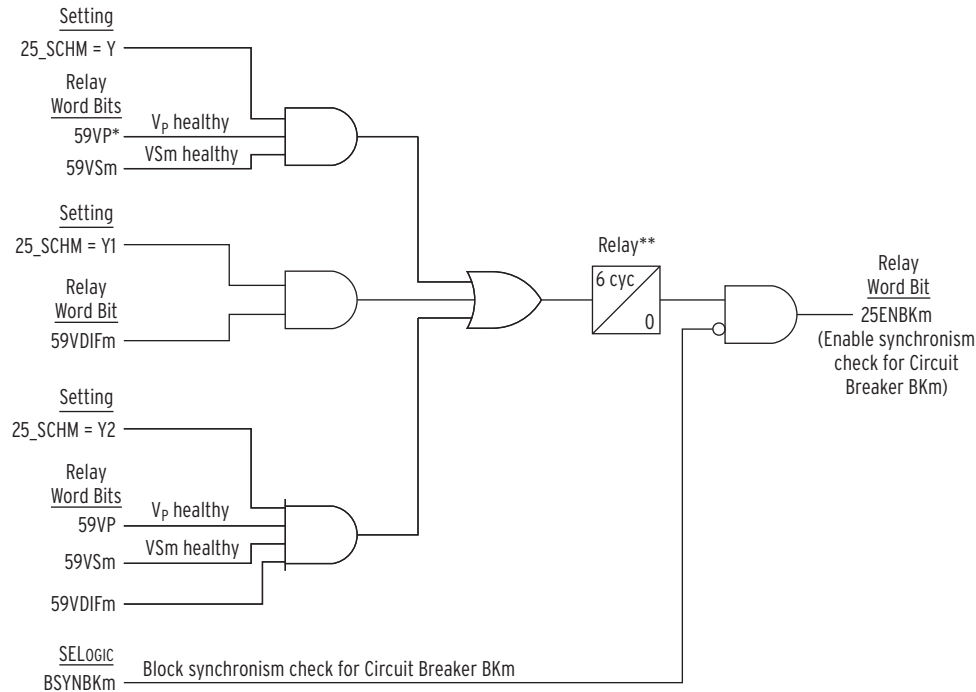 Setting
25_SCHM = Y
Relay
Word Bits
59VP*
VP healthy
59VSm
VSm healthy
Setting
25_SCHM = Y1
Relay
Word Bit
59VDIFm
Setting
25_SCHM = Y2
Relay
Word Bits
59VP
VP healthy
59VSm
VSm healthy
59VDIFm
SELOGIC
BSYNBKm
Block synchronism check for Circuit Breaker BKm
Relay**
6 cyc
0
Relay
Word Bit
25ENBKm
(Enable synchronism
check for Circuit
Breaker BKm)